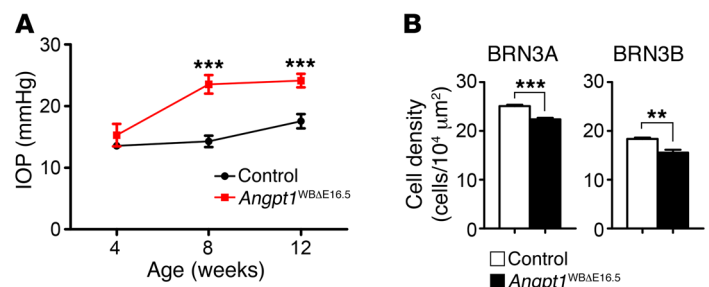 A
IOP (mmHg)
30
20
10
0
***
***
Control
Angpt1WBΔE16.5
4
8
12
Age (weeks)
B
BRN3A
BRN3B
Cell density
(cells/10⁴ μm²)
30
20
10
0
***
30
20
10
0
**
Control
Angpt1WBΔE16.5